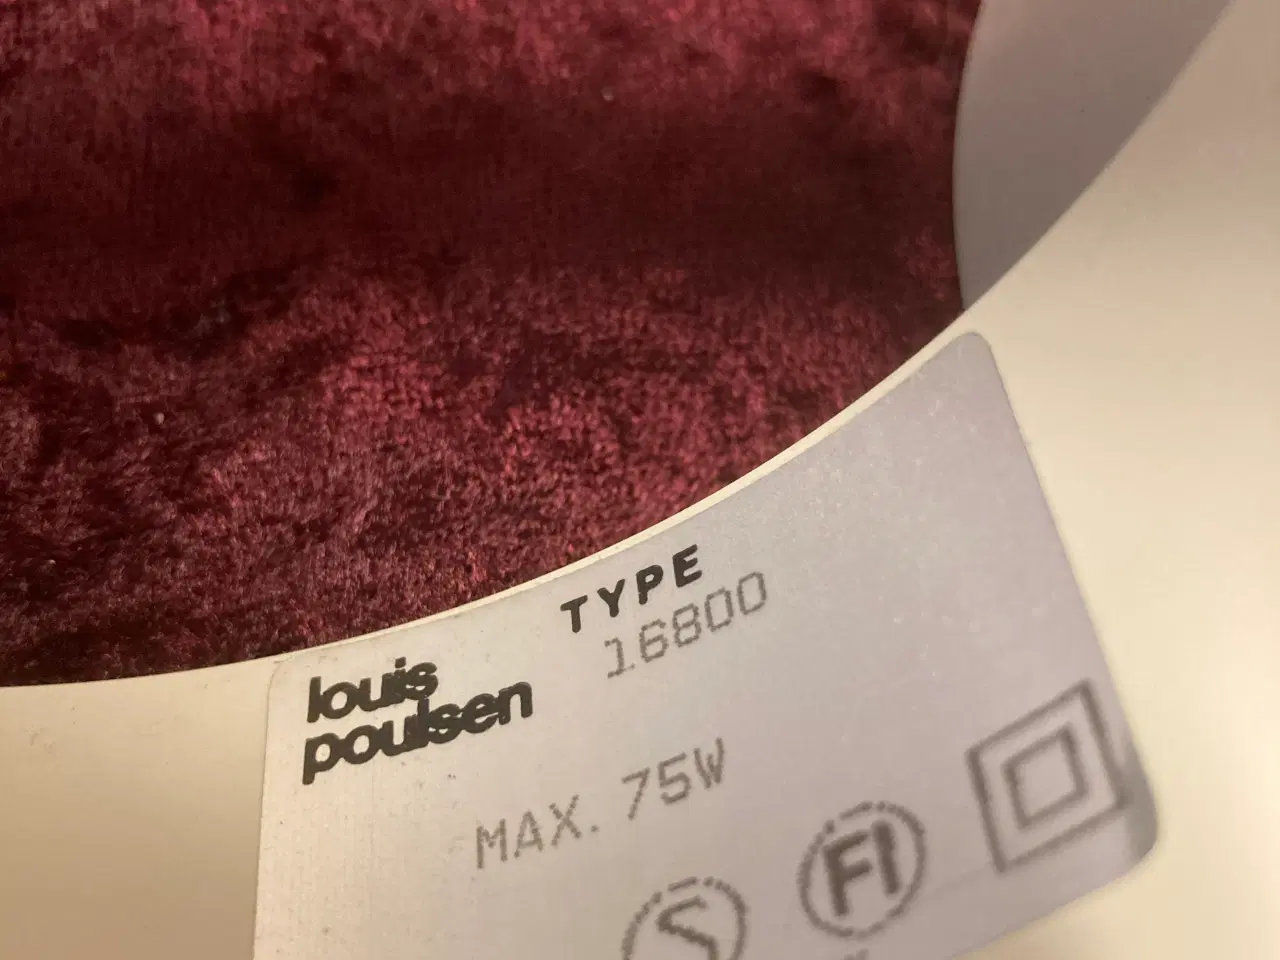 TYPE
16800
louis
poulsen
MAX. 75W
S
FI